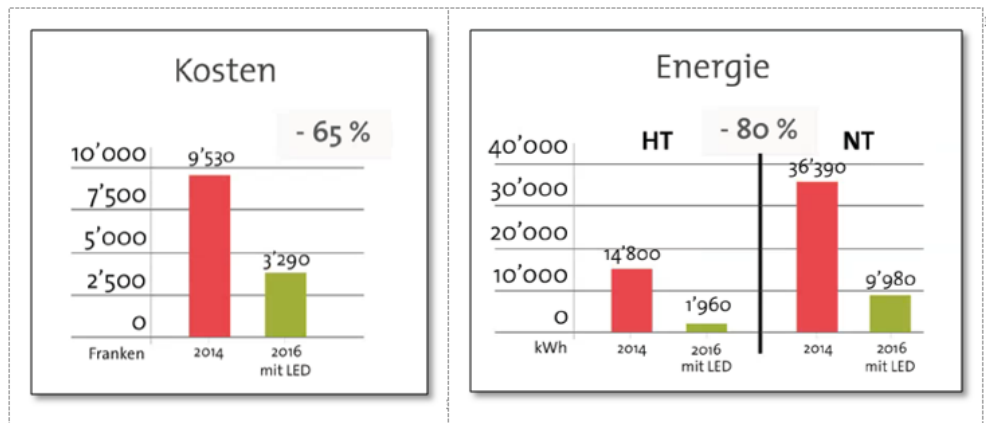 Kosten
- 65 %
10'000
9'530
7'500
5'000
3'290
2'500
0
Franken
2014
2016
mit LED
Energie
- 80 %
HT
NT
40'000
36'390
30'000
20'000
14'800
10'000
9'980
1'960
0
kWh
2014
2016
mit LED
2014
2016
mit LED